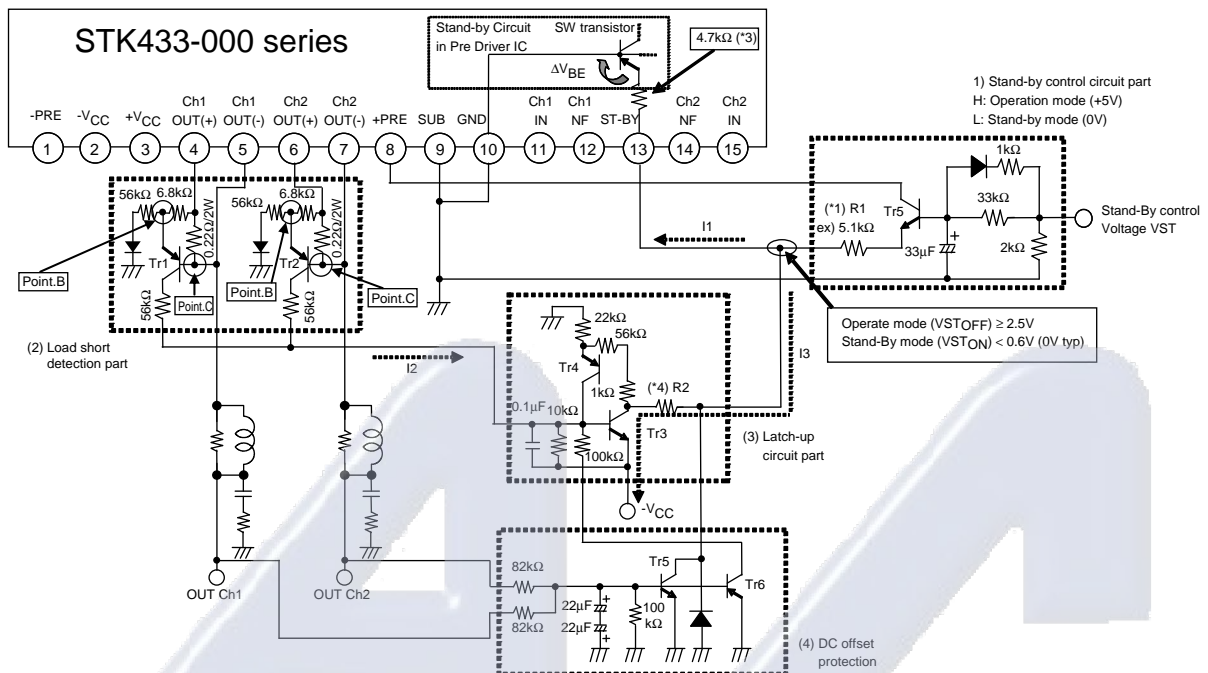 STK433-000 series
Stand-by Circuit
in Pre Driver IC
SW transistor
ΔVBE
4.7kΩ (*3)
1) Stand-by control circuit part
H: Operation mode (+5V)
L: Stand-by mode (0V)
-PRE
-VCC
+VCC
Ch1
OUT(+)
Ch1
OUT(-)
Ch2
OUT(+)
Ch2
OUT(-)
+PRE
SUB
GND
Ch1
IN
Ch1
NF
ST-BY
Ch2
NF
Ch2
IN
1
2
3
4
5
6
7
8
9
10
11
12
13
14
15
56kΩ
6.8kΩ
0.22Ω/2W
Tr1
56kΩ
Point.B
Point.C
56kΩ
6.8kΩ
0.22Ω/2W
Tr2
56kΩ
Point.B
Point.C
(2) Load short
detection part
I1
I2
I3
(*1) R1
ex) 5.1kΩ
Tr5
1kΩ
33kΩ
33μF
+
2kΩ
Stand-By control
Voltage VST
Operate mode (VSTOFF) ≥ 2.5V
Stand-By mode (VSTON) < 0.6V (0V typ)
22kΩ
56kΩ
Tr4
1kΩ
(*4) R2
0.1μF
10kΩ
Tr3
100kΩ
(3) Latch-up
circuit part
-VCC
OUT Ch1
OUT Ch2
82kΩ
82kΩ
22μF
+
22μF
+
100
kΩ
Tr5
Tr6
(4) DC offset
protection